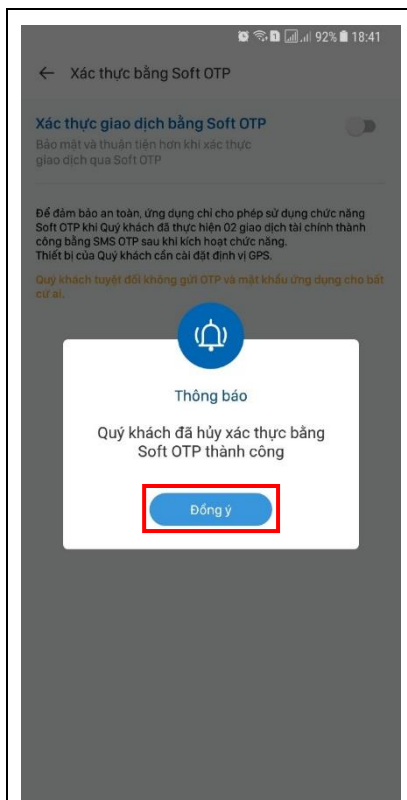 92% 18:41
Xác thực bằng Soft OTP
Xác thực giao dịch bằng Soft OTP
Bảo mật và thuận tiện hơn khi xác thực
giao dịch qua Soft OTP
Để đảm bảo an toàn, ứng dụng chỉ cho phép sử dụng chức năng
Soft OTP khi Quý khách đã thực hiện 02 giao dịch tài chính thành
công bằng SMS OTP sau khi kích hoạt chức năng.
Thiết bị của Quý khách cần cài đặt định vị GPS.
Quý khách tuyệt đối không gửi OTP và mật khẩu ứng dụng cho bất
cứ ai.
Thông báo
Quý khách đã hủy xác thực bằng
Soft OTP thành công
Đồng ý